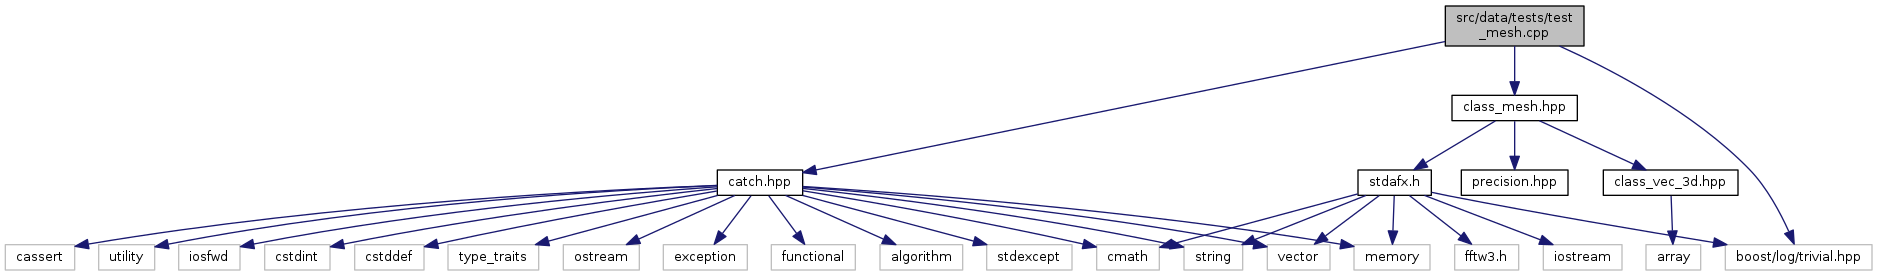 src/data/tests/test
_mesh.cpp
class_mesh.hpp
catch.hpp
stdafx.h
precision.hpp
class_vec_3d.hpp
cassert
utility
iosfwd
cstdint
cstddef
type_traits
ostream
exception
functional
algorithm
stdexcept
cmath
string
vector
memory
fftw3.h
iostream
array
boost/log/trivial.hpp